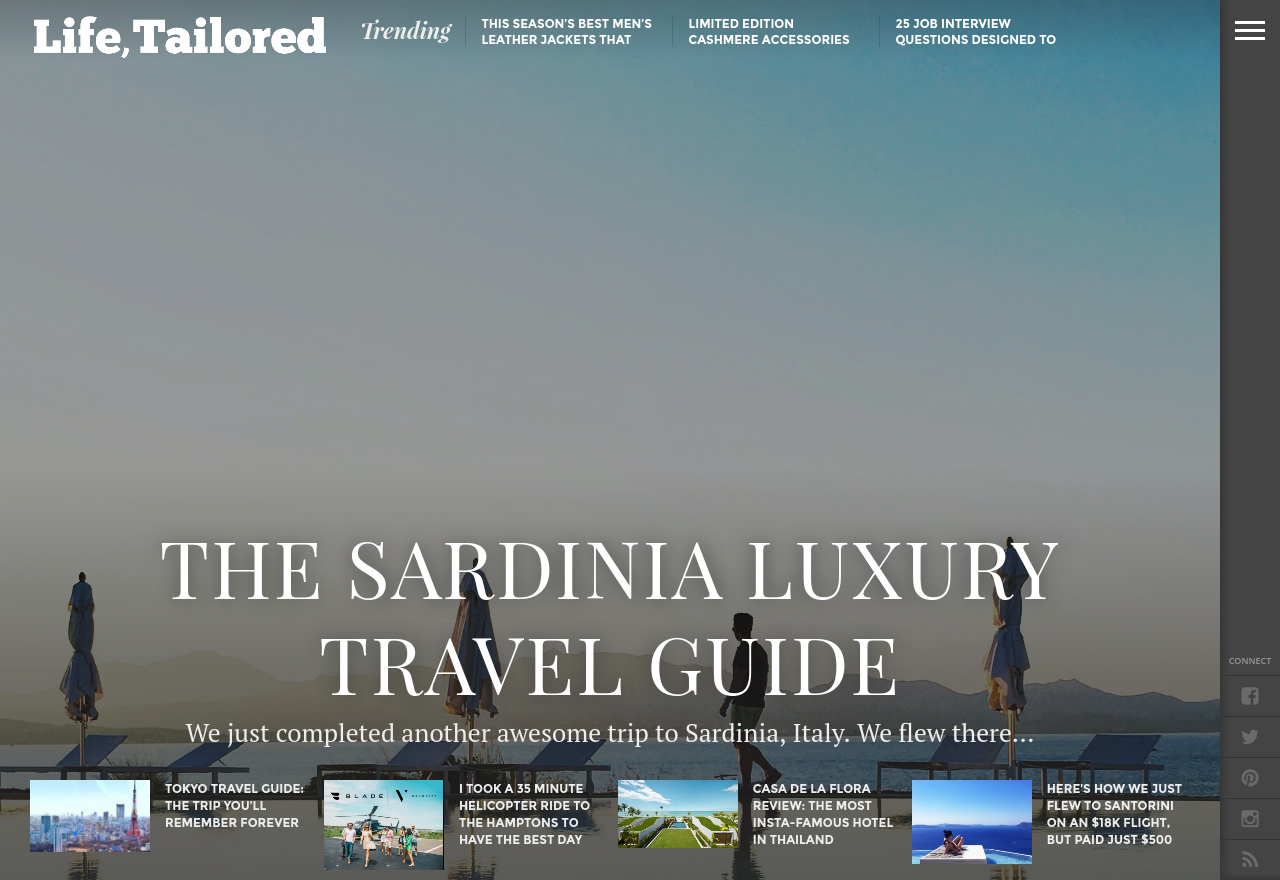 Life, Tailored
Trending
THIS SEASON'S BEST MEN'S
LEATHER JACKETS THAT
LIMITED EDITION
CASHMERE ACCESSORIES
25 JOB INTERVIEW
QUESTIONS DESIGNED TO
THE SARDINIA LUXURY
TRAVEL GUIDE
We just completed another awesome trip to Sardinia, Italy. We flew there...
CONNECT
TOKYO TRAVEL GUIDE:
THE TRIP YOU'LL
REMEMBER FOREVER
BLADE
I TOOK A 35 MINUTE
HELICOPTER RIDE TO
THE HAMPTONS TO
HAVE THE BEST DAY
CASA DE LA FLORA
REVIEW: THE MOST
INSTA-FAMOUS HOTEL
IN THAILAND
HERE'S HOW WE JUST
FLEW TO SANTORINI
ON AN $18K FLIGHT,
BUT PAID JUST $500